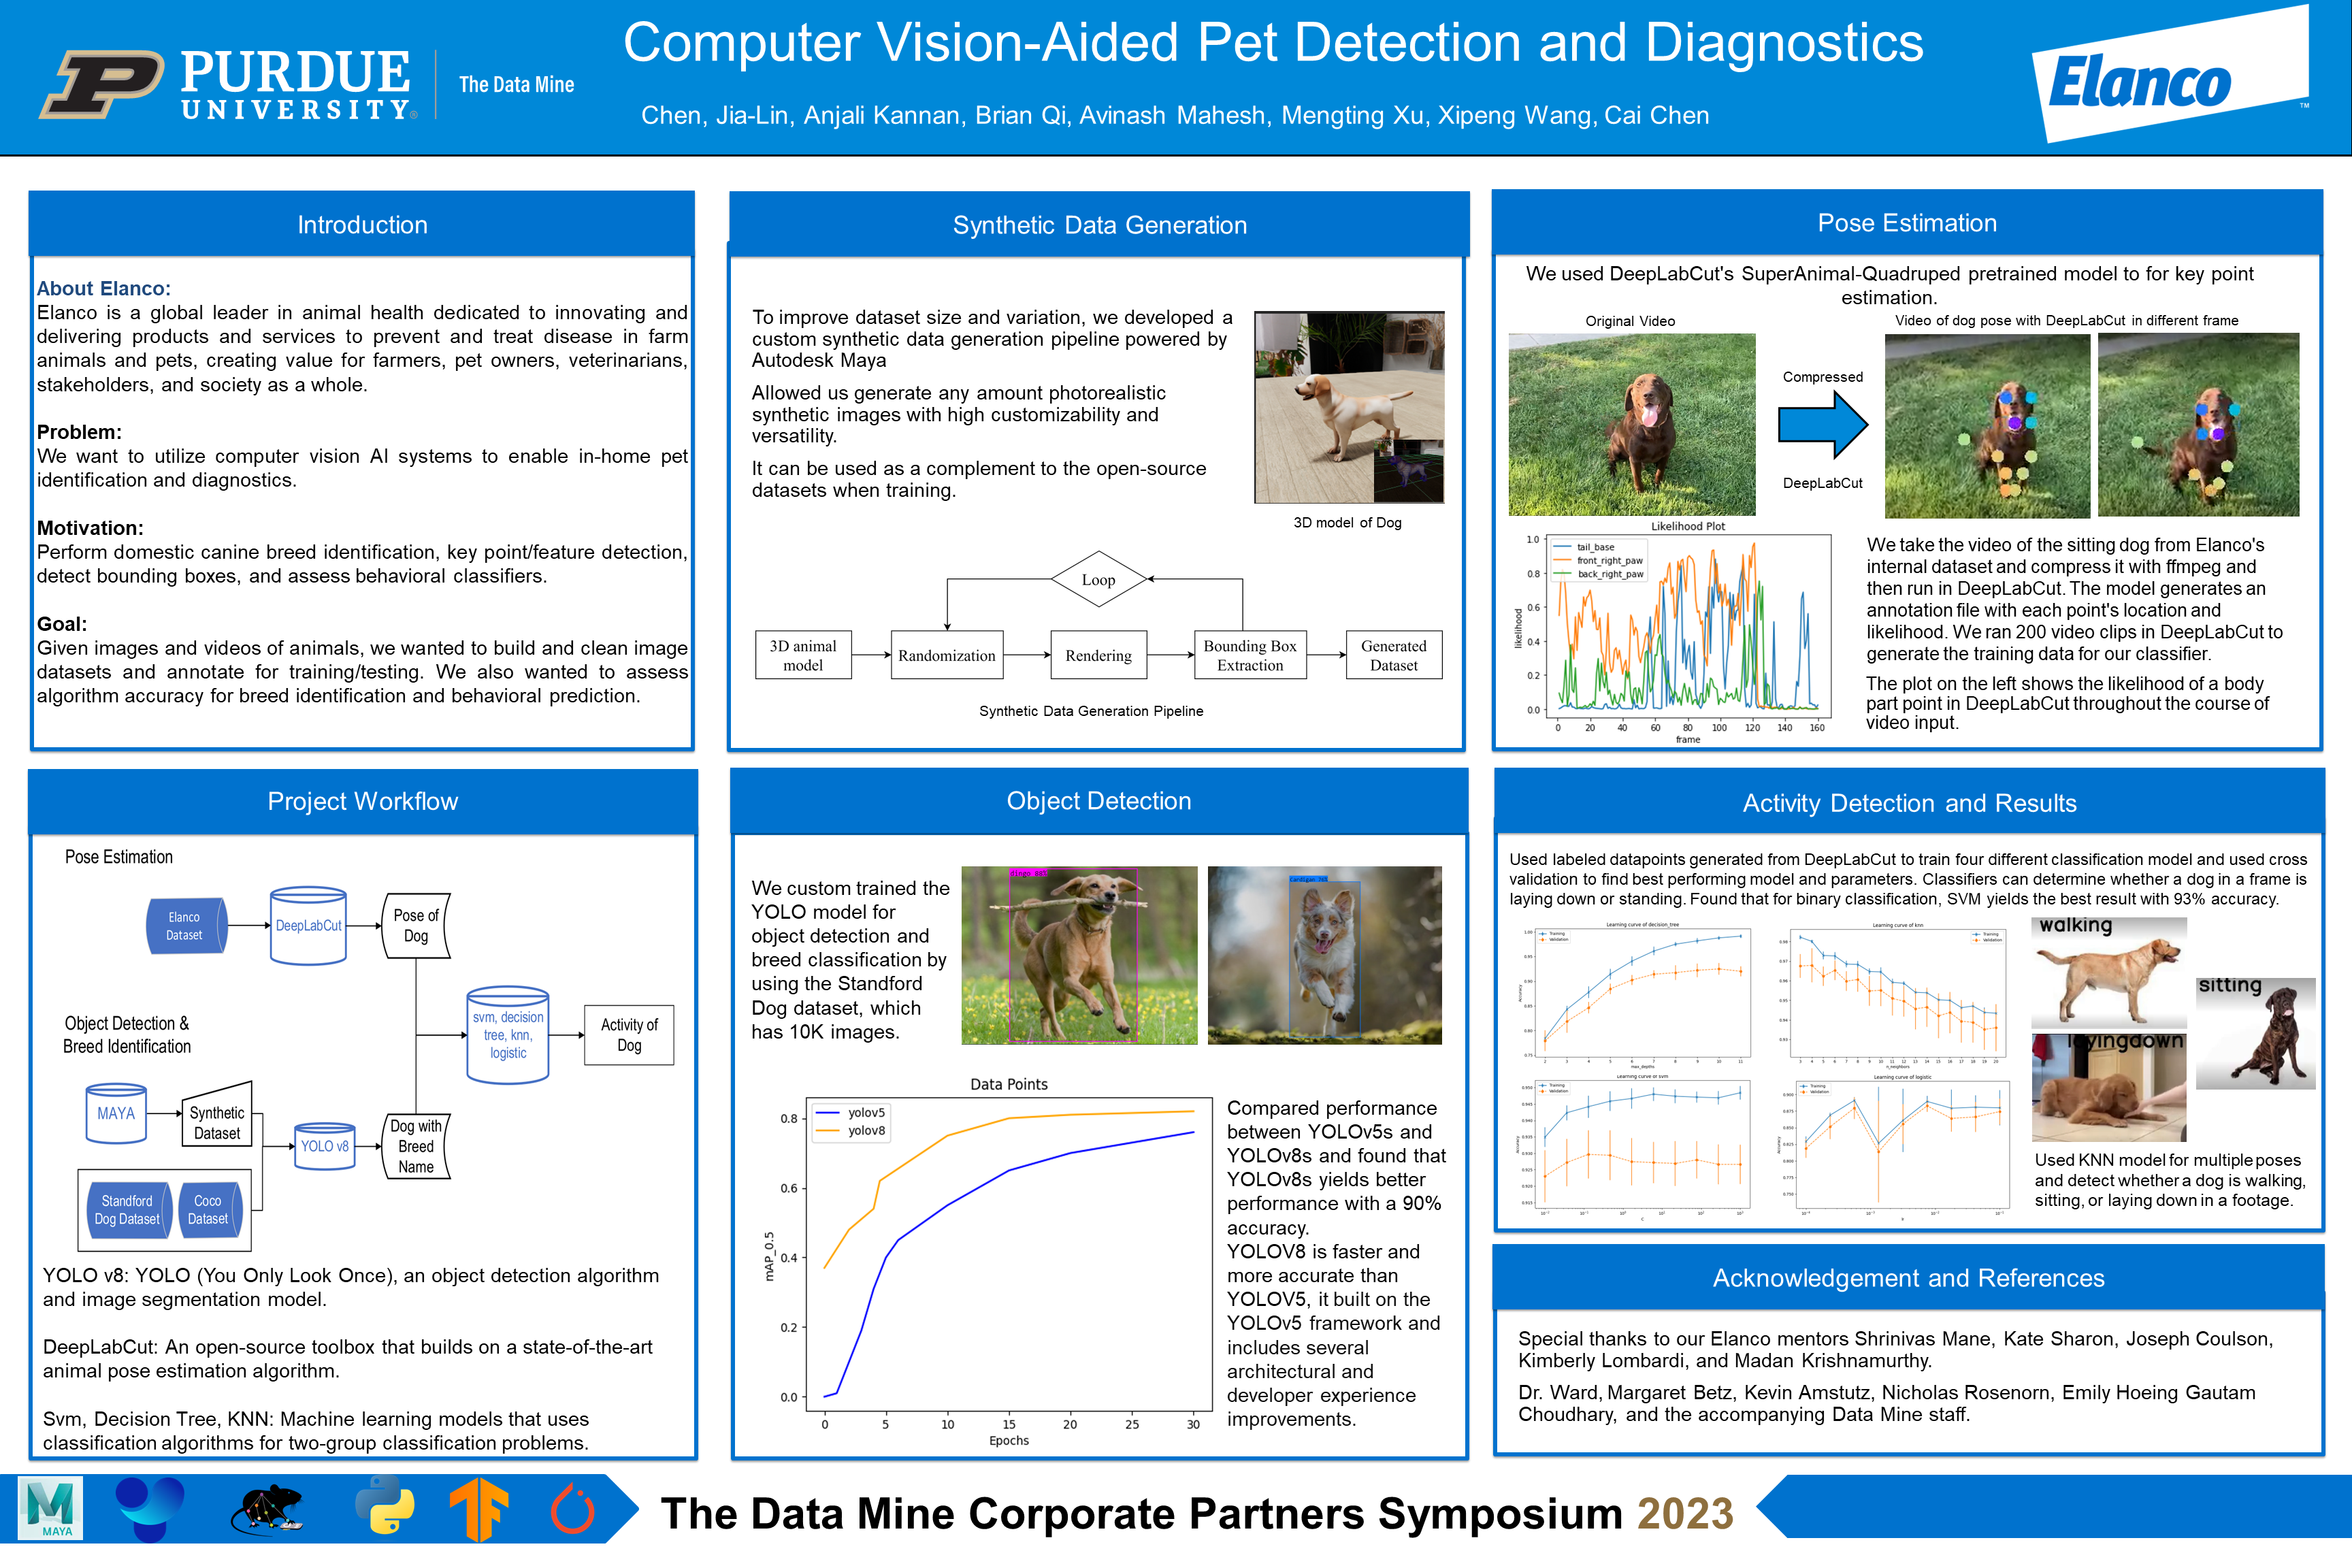 PURDUE
UNIVERSITY®
The Data Mine
Computer Vision-Aided Pet Detection and Diagnostics
Chen, Jia-Lin, Anjali Kannan, Brian Qi, Avinash Mahesh, Mengting Xu, Xipeng Wang, Cai Chen
Elanco
TM
Introduction
About Elanco:
Elanco is a global leader in animal health dedicated to innovating and
delivering products and services to prevent and treat disease in farm
animals and pets, creating value for farmers, pet owners, veterinarians,
stakeholders, and society as a whole.
Problem:
We want to utilize computer vision AI systems to enable in-home pet
identification and diagnostics.
Motivation:
Perform domestic canine breed identification, key point/feature detection,
detect bounding boxes, and assess behavioral classifiers.
Goal:
Given images and videos of animals, we wanted to build and clean image
datasets and annotate for training/testing. We also wanted to assess
algorithm accuracy for breed identification and behavioral prediction.
Synthetic Data Generation
To improve dataset size and variation, we developed a
custom synthetic data generation pipeline powered by
Autodesk Maya
Allowed us generate any amount photorealistic
synthetic images with high customizability and
versatility.
It can be used as a complement to the open-source
datasets when training.
3D model of Dog
Loop
3D animal
model
Randomization
Rendering
Bounding Box
Extraction
Generated
Dataset
Synthetic Data Generation Pipeline
Pose Estimation
We used DeepLabCut's SuperAnimal-Quadruped pretrained model to for key point
estimation.
Original Video
Video of dog pose with DeepLabCut in different frame
Compressed
DeepLabCut
Likelihood Plot
tail_base
front_right_paw
back_right_paw
likelihood
1.0
0.8
0.6
0.4
0.2
0.0
0 20 40 60 80 100 120 140 160
frame
We take the video of the sitting dog from Elanco's
internal dataset and compress it with ffmpeg and
then run in DeepLabCut. The model generates an
annotation file with each point's location and
likelihood. We ran 200 video clips in DeepLabCut to
generate the training data for our classifier.
The plot on the left shows the likelihood of a body
part point in DeepLabCut throughout the course of
video input.
Project Workflow
Pose Estimation
Elanco
Dataset
DeepLabCut
Pose of
Dog
svm, decision
tree, knn,
logistic
Activity of
Dog
Object Detection &
Breed Identification
MAYA
Synthetic
Dataset
YOLO v8
Dog with
Breed
Name
Standford
Dog Dataset
Coco
Dataset
YOLO v8: YOLO (You Only Look Once), an object detection algorithm
and image segmentation model.
DeepLabCut: An open-source toolbox that builds on a state-of-the-art
animal pose estimation algorithm.
Svm, Decision Tree, KNN: Machine learning models that uses
classification algorithms for two-group classification problems.
Object Detection
We custom trained the
YOLO model for
object detection and
breed classification by
using the Standford
Dog dataset, which
has 10K images.
Data Points
yolov5
yolov8
mAP_0.5
0.8
0.6
0.4
0.2
0.0
0 5 10 15 20 25 30
Epochs
Compared performance
between YOLOv5s and
YOLOv8s and found that
YOLOv8s yields better
performance with a 90%
accuracy.
YOLOV8 is faster and
more accurate than
YOLOV5, it built on the
YOLOv5 framework and
includes several
architectural and
developer experience
improvements.
Activity Detection and Results
Used labeled datapoints generated from DeepLabCut to train four different classification model and used cross
validation to find best performing model and parameters. Classifiers can determine whether a dog in a frame is
laying down or standing. Found that for binary classification, SVM yields the best result with 93% accuracy.
Learning curve of decision_tree
Training
Validation
Accuracy
max_depths
Learning curve of knn
Training
Validation
n_neighbors
Learning curve of svm
Training
Validation
Accuracy
C
Learning curve of logistic
Training
Validation
Accuracy
walking
sitting
layingdown
Used KNN model for multiple poses
and detect whether a dog is walking,
sitting, or laying down in a footage.
Acknowledgement and References
Special thanks to our Elanco mentors Shrinivas Mane, Kate Sharon, Joseph Coulson,
Kimberly Lombardi, and Madan Krishnamurthy.
Dr. Ward, Margaret Betz, Kevin Amstutz, Nicholas Rosenorn, Emily Hoeing Gautam
Choudhary, and the accompanying Data Mine staff.
MAYA
The Data Mine Corporate Partners Symposium 2023